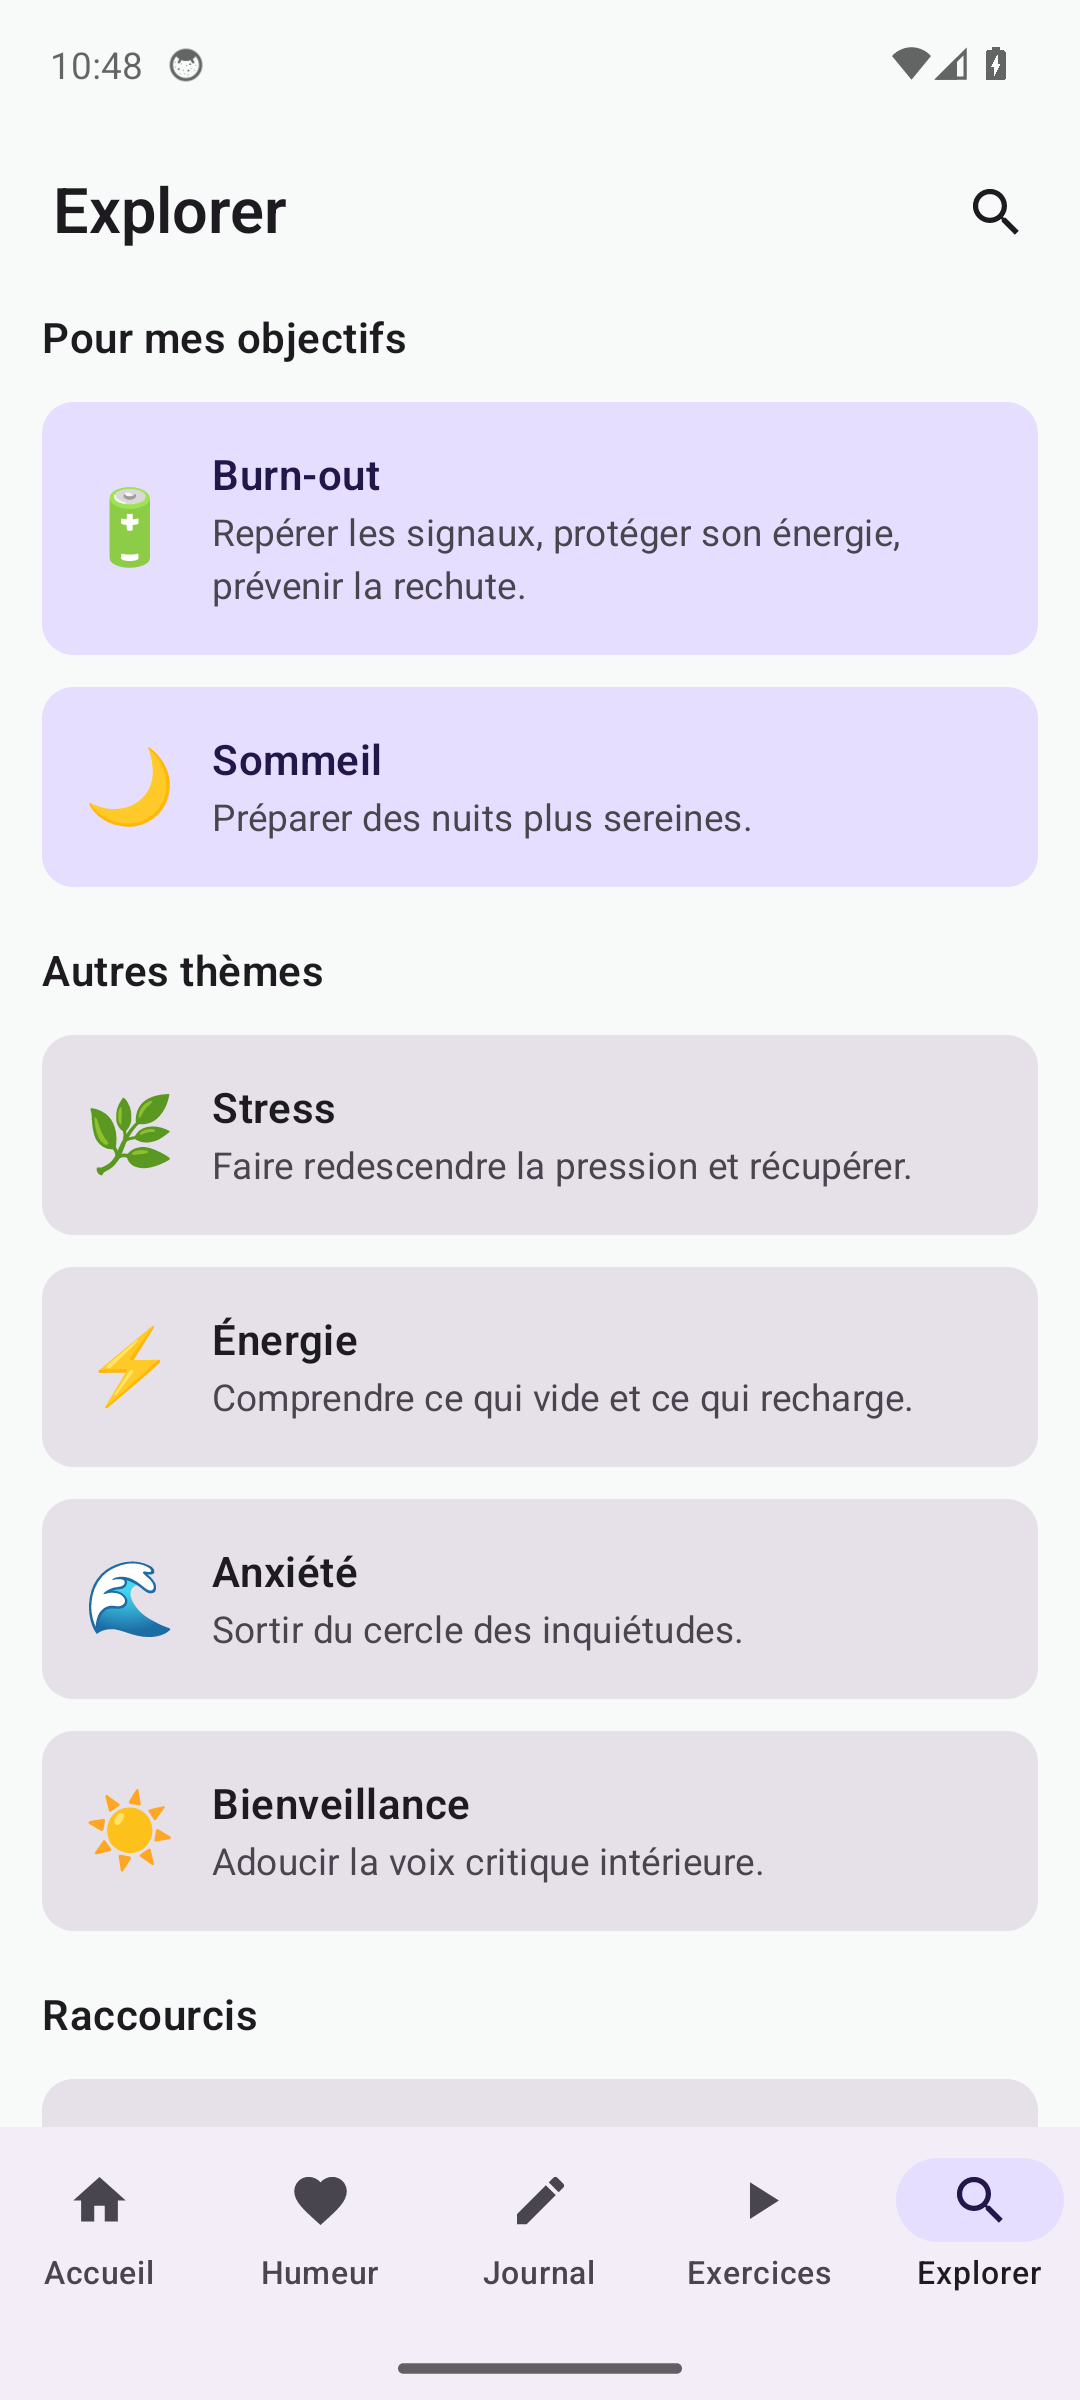 10:48
Explorer
Pour mes objectifs
Burn-out
Repérer les signaux, protéger son énergie,
prévenir la rechute.
Sommeil
Préparer des nuits plus sereines.
Autres thèmes
Stress
Faire redescendre la pression et récupérer.
Énergie
Comprendre ce qui vide et ce qui recharge.
Anxiété
Sortir du cercle des inquiétudes.
Bienveillance
Adoucir la voix critique intérieure.
Raccourcis
Accueil
Humeur
Journal
Exercices
Explorer